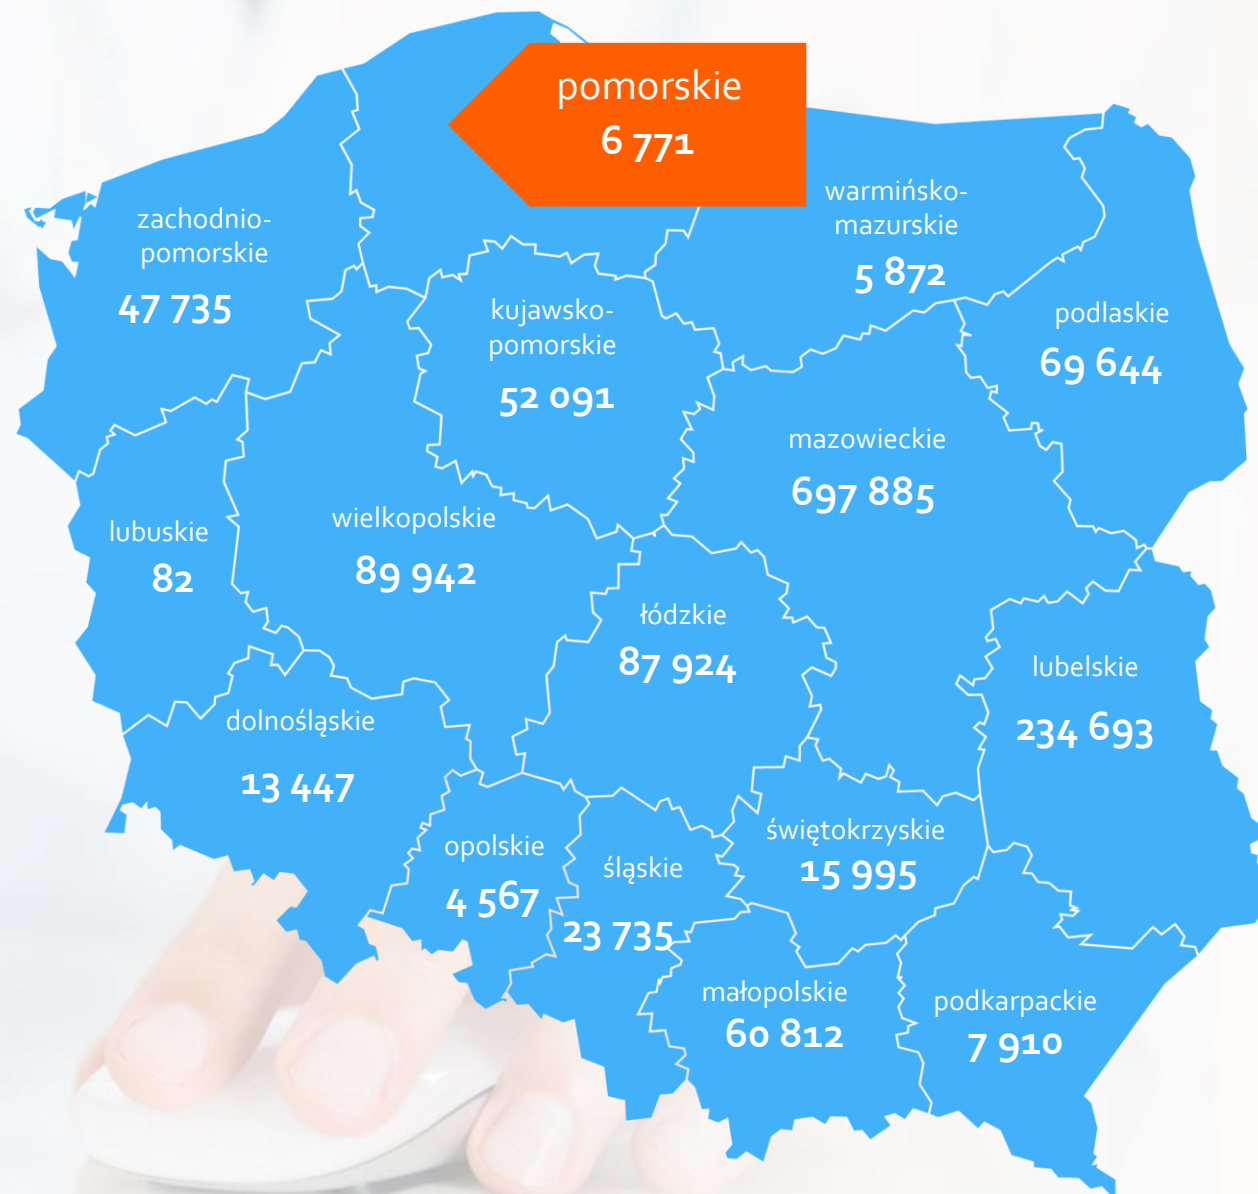 pomorskie
6 771
zachodnio-
pomorskie
47 735
warmińsko-
mazurskie
5 872
kujawsko-
pomorskie
52 091
podlaskie
69 644
mazowieckie
697 885
lubuskie
82
wielkopolskie
89 942
łódzkie
87 924
lubelskie
234 693
dolnośląskie
13 447
opolskie
4 567
śląskie
23 735
świętokrzyskie
15 995
małopolskie
60 812
podkarpackie
7 910